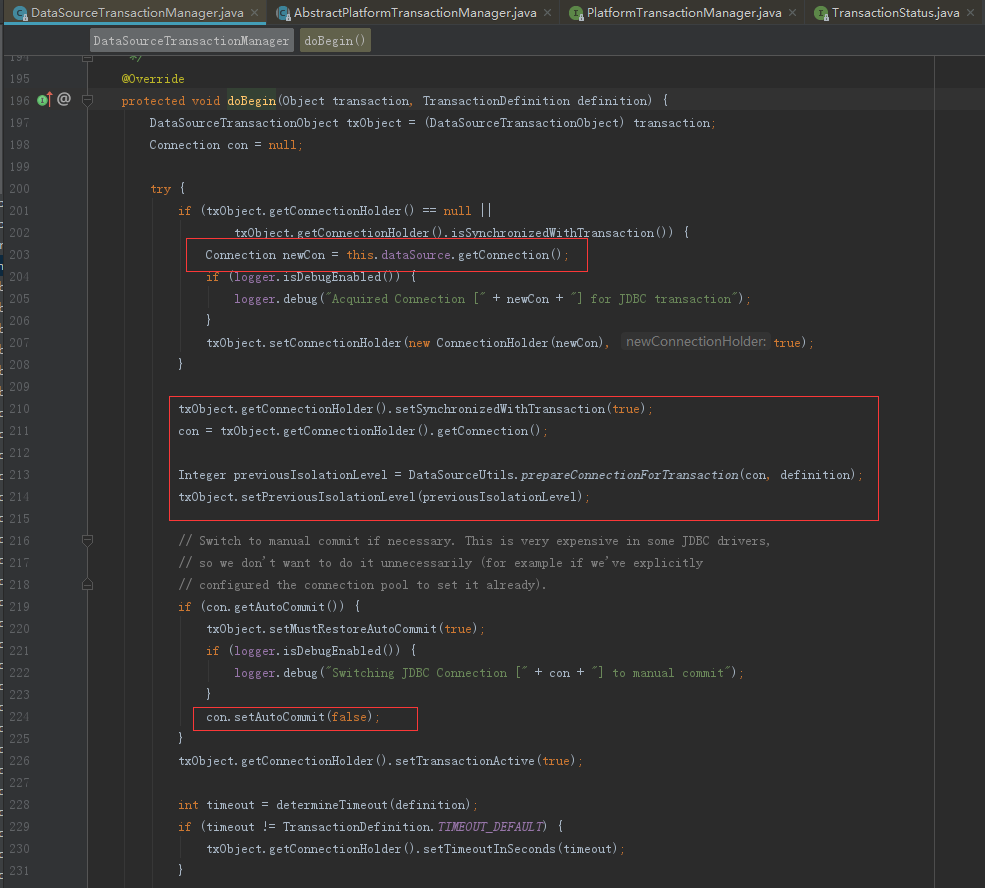 DataSourceTransactionManager.java AbstractPlatformTransactionManager.java PlatformTransactionManager.java TransactionStatus.java
DataSourceTransactionManager doBegin()
194 */
195 @Override
196 @ protected void doBegin(Object transaction, TransactionDefinition definition) {
197 DataSourceTransactionObject txObject = (DataSourceTransactionObject) transaction;
198 Connection con = null;
199
200 try {
201 if (txObject.getConnectionHolder() == null ||
202 txObject.getConnectionHolder().isSynchronizedWithTransaction()) {
203 Connection newCon = this.dataSource.getConnection();
204 if (logger.isDebugEnabled()) {
205 logger.debug("Acquired Connection [" + newCon + "] for JDBC transaction");
206 }
207 txObject.setConnectionHolder(new ConnectionHolder(newCon), newConnectionHolder: true);
208 }
209
210 txObject.getConnectionHolder().setSynchronizedWithTransaction(true);
211 con = txObject.getConnectionHolder().getConnection();
212
213 Integer previousIsolationLevel = DataSourceUtils.prepareConnectionForTransaction(con, definition);
214 txObject.setPreviousIsolationLevel(previousIsolationLevel);
215
216 // Switch to manual commit if necessary. This is very expensive in some JDBC drivers,
217 // so we don't want to do it unnecessarily (for example if we've explicitly
218 // configured the connection pool to set it already).
219 if (con.getAutoCommit()) {
220 txObject.setMustRestoreAutoCommit(true);
221 if (logger.isDebugEnabled()) {
222 logger.debug("Switching JDBC Connection [" + con + "] to manual commit");
223 }
224 con.setAutoCommit(false);
225 }
226 txObject.getConnectionHolder().setTransactionActive(true);
227
228 int timeout = determineTimeout(definition);
229 if (timeout != TransactionDefinition.TIMEOUT_DEFAULT) {
230 txObject.getConnectionHolder().setTimeoutInSeconds(timeout);
231 }